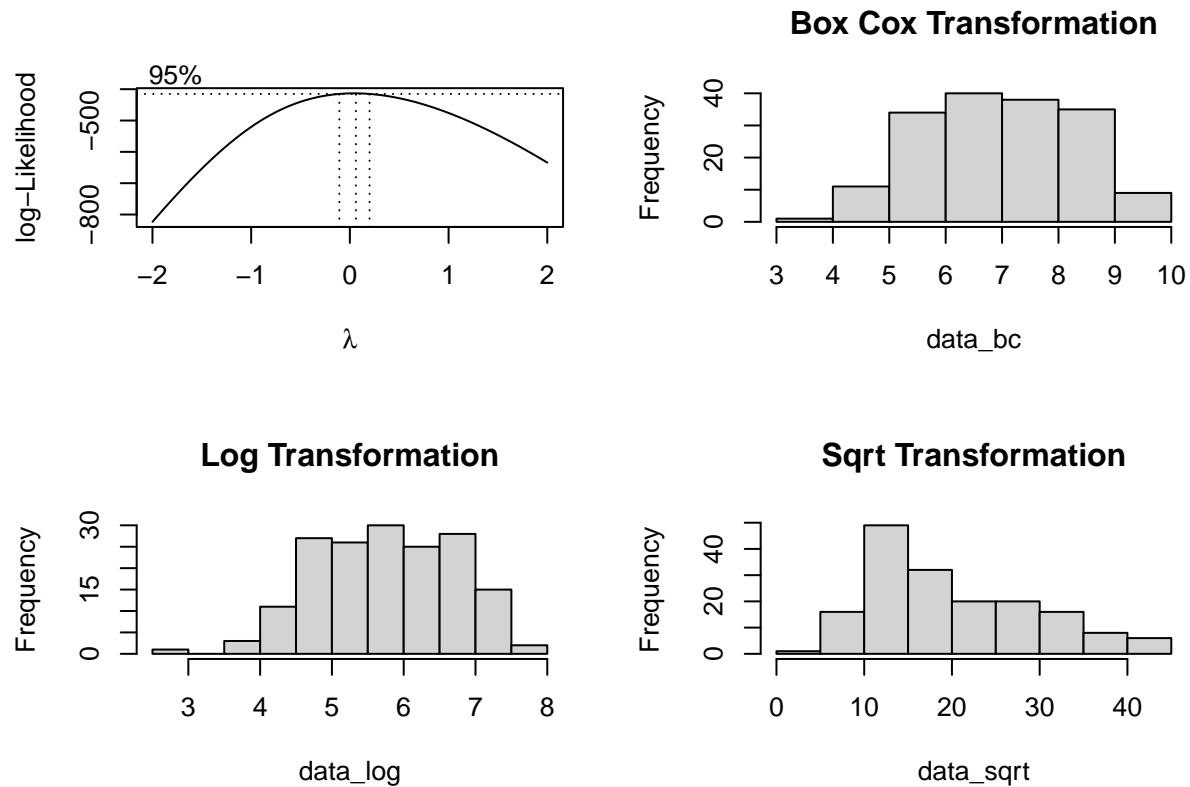 95%
log−Likelihood
−800
−500
−2 −1 0 1 2
λ
Box Cox Transformation
Frequency
0 20 40
3 4 5 6 7 8 9 10
data_bc
Log Transformation
Frequency
0 15 30
3 4 5 6 7 8
data_log
Sqrt Transformation
Frequency
0 20 40
0 10 20 30 40
data_sqrt